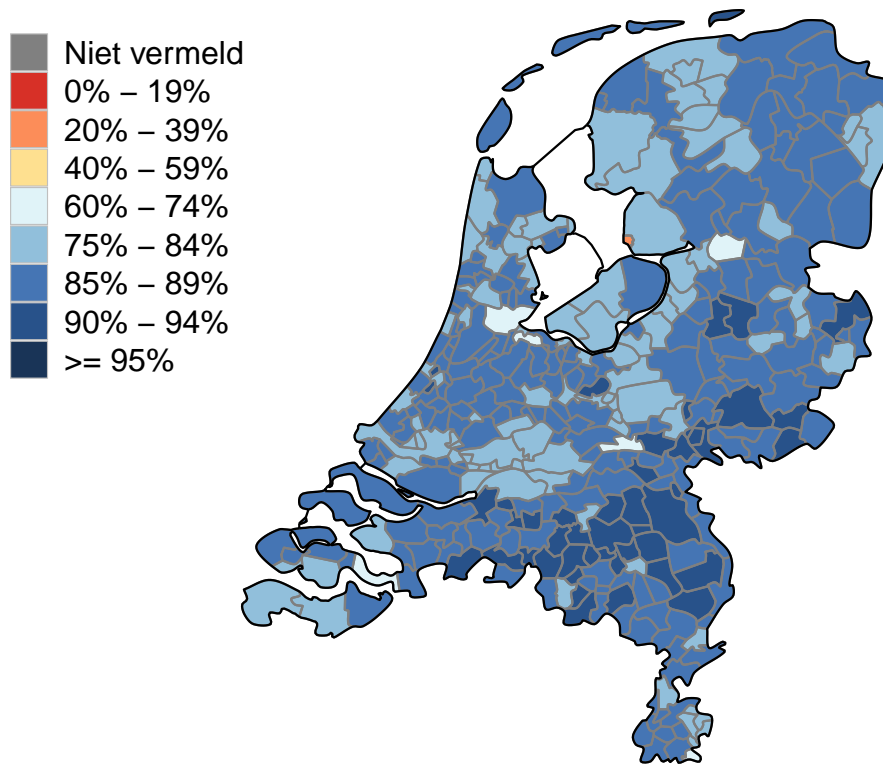 Niet vermeld
0% – 19%
20% – 39%
40% – 59%
60% – 74%
75% – 84%
85% – 89%
90% – 94%
>= 95%